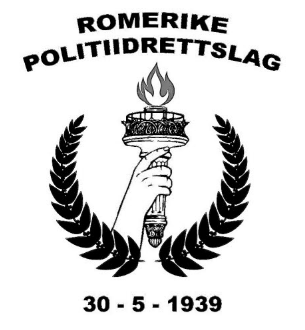 ROMERIKE
POLITIIDRETTSLAG
30 - 5 - 1939